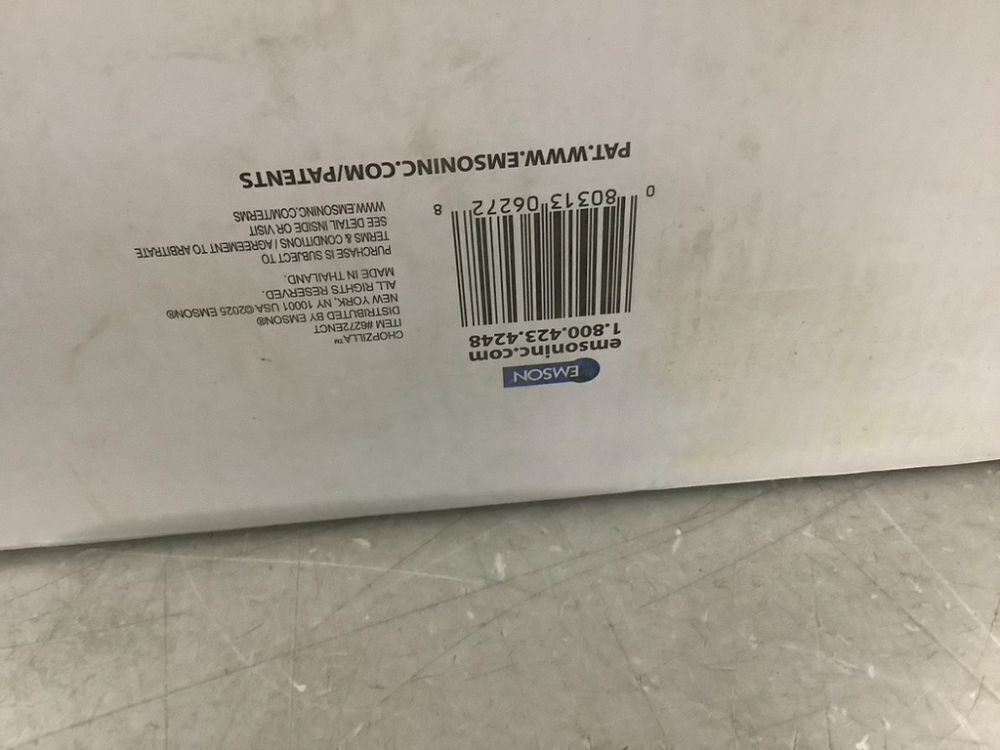 EMSON
emsoninc.com
1.800.423.4248
0 80313 06272 8
CHOPZILLA™
ITEM #6272ENCT
DISTRIBUTED BY EMSON®
NEW YORK, NY 10001 USA ©2025 EMSON®
ALL RIGHTS RESERVED.
MADE IN THAILAND.
PURCHASE IS SUBJECT TO
TERMS & CONDITIONS / AGREEMENT TO ARBITRATE
SEE DETAIL INSIDE OR VISIT
WWW.EMSONINC.COM/TERMS
PAT.WWW.EMSONINC.COM/PATENTS